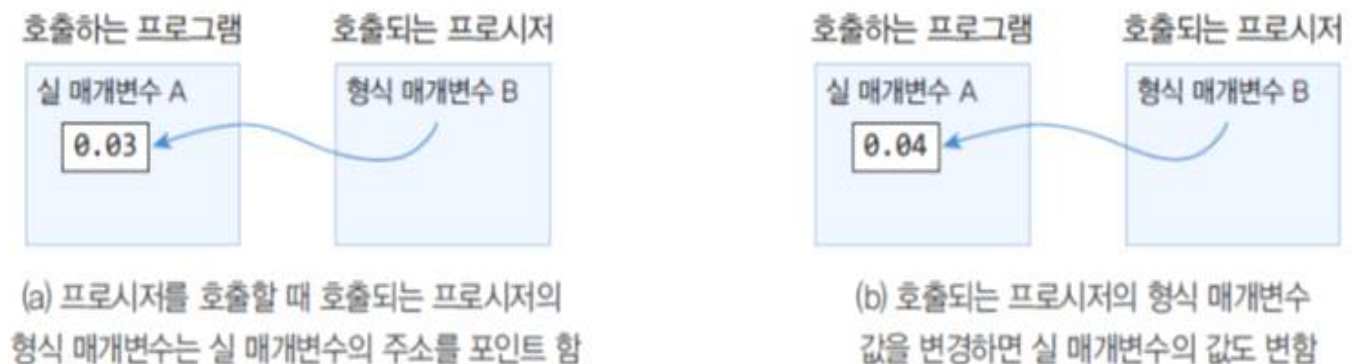 호출하는 프로그램
호출되는 프로시저
실 매개변수 A
형식 매개변수 B
0.03
(a) 프로시저를 호출할 때 호출되는 프로시저의
형식 매개변수는 실 매개변수의 주소를 포인트 함
호출하는 프로그램
호출되는 프로시저
실 매개변수 A
형식 매개변수 B
0.04
(b) 호출되는 프로시저의 형식 매개변수
값을 변경하면 실 매개변수의 값도 변함